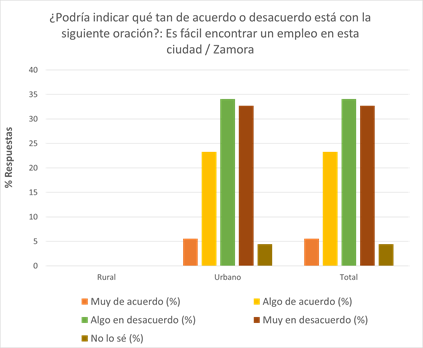 ¿Podría indicar qué tan de acuerdo o desacuerdo está con la
siguiente oración?: Es fácil encontrar un empleo en esta
ciudad / Zamora
% Respuestas
40
35
30
25
20
15
10
5
0
Rural
Urbano
Total
Muy de acuerdo (%)
Algo de acuerdo (%)
Algo en desacuerdo (%)
Muy en desacuerdo (%)
No lo sé (%)